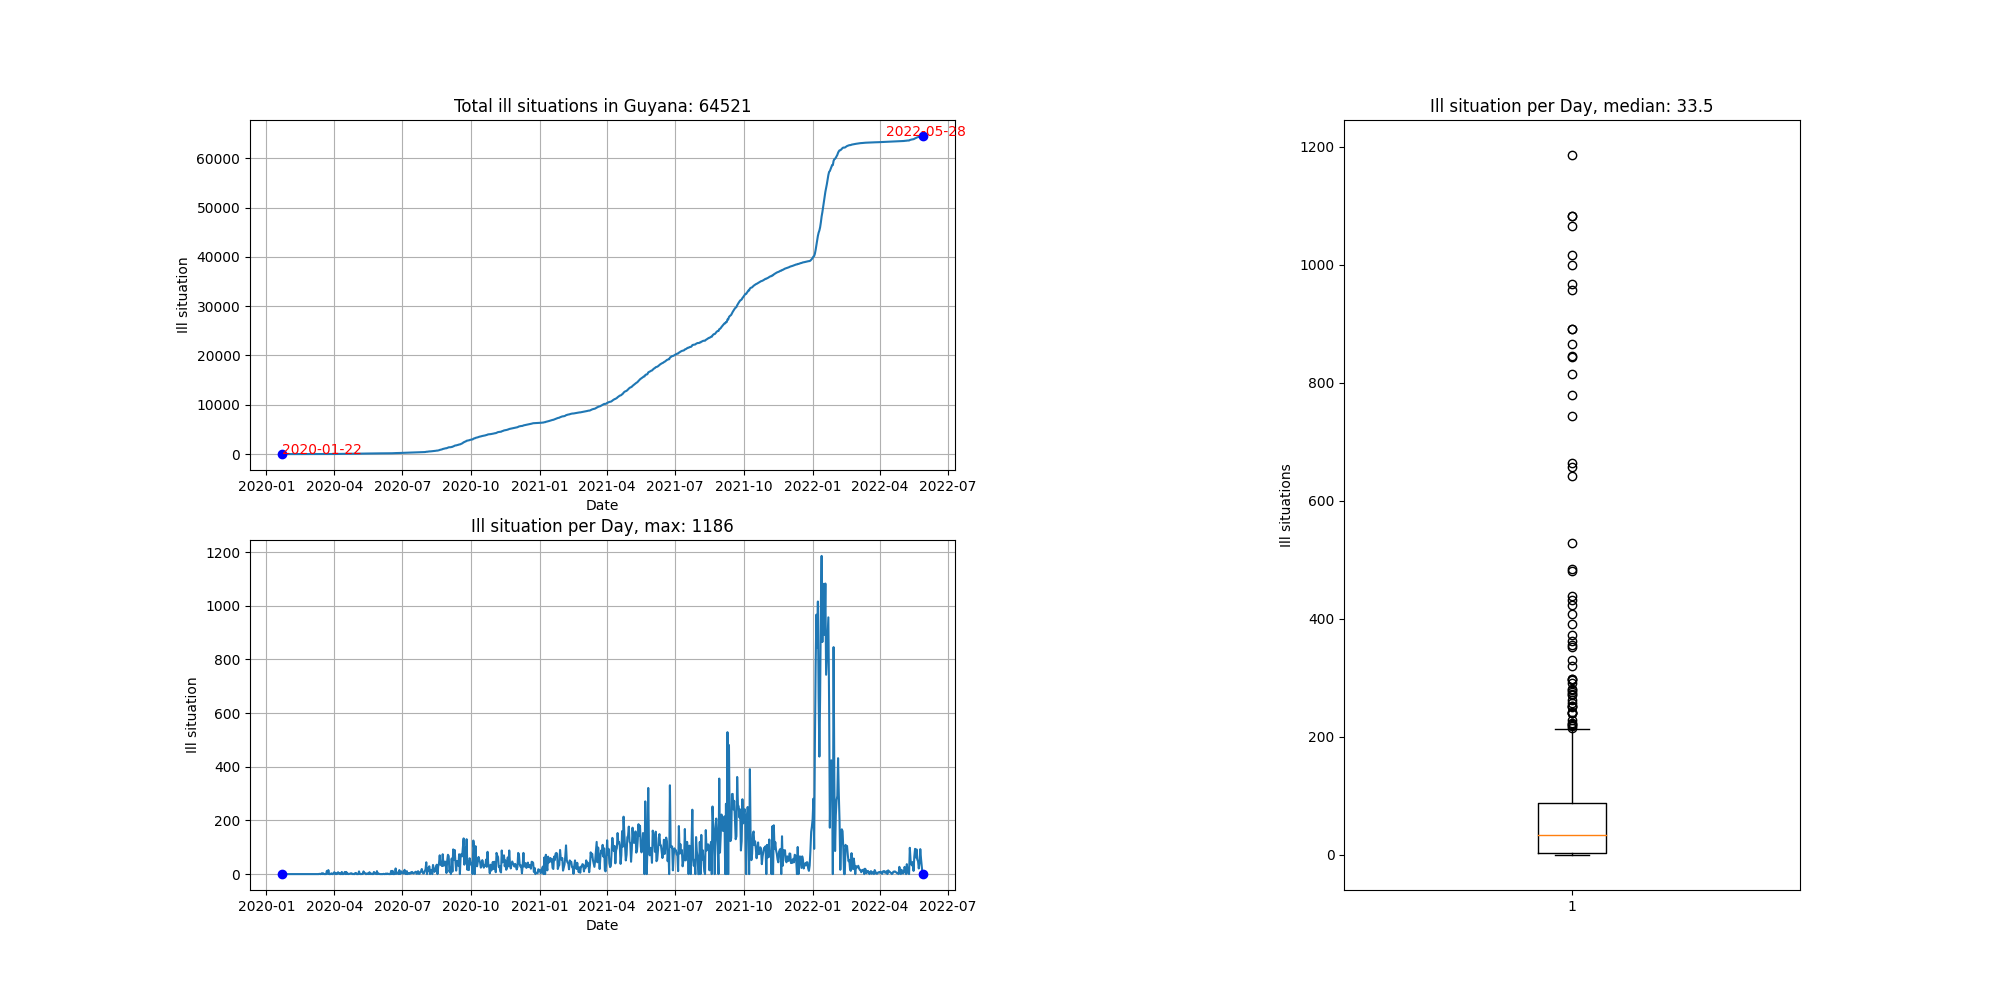 Total ill situations in Guyana: 64521
2022-05-28
60000
50000
40000
30000
20000
10000
0
Ill situation
2020-01-22
2020-01 2020-04 2020-07 2020-10 2021-01 2021-04 2021-07 2021-10 2022-01 2022-04 2022-07
Date
Ill situation per Day, max: 1186
1200
1000
800
600
400
200
0
Ill situation
2020-01 2020-04 2020-07 2020-10 2021-01 2021-04 2021-07 2021-10 2022-01 2022-04 2022-07
Date
Ill situation per Day, median: 33.5
1200
1000
800
600
400
200
0
Ill situations
1